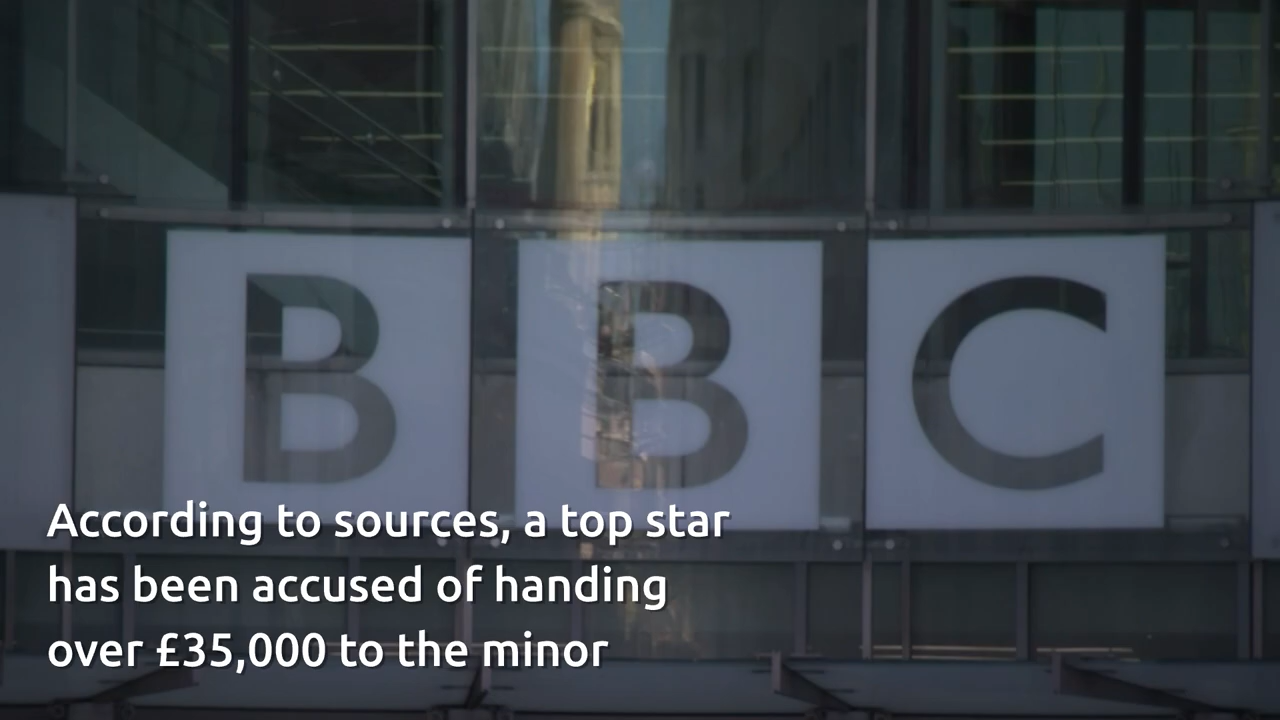 BBC
According to sources, a top star
has been accused of handing
over £35,000 to the minor